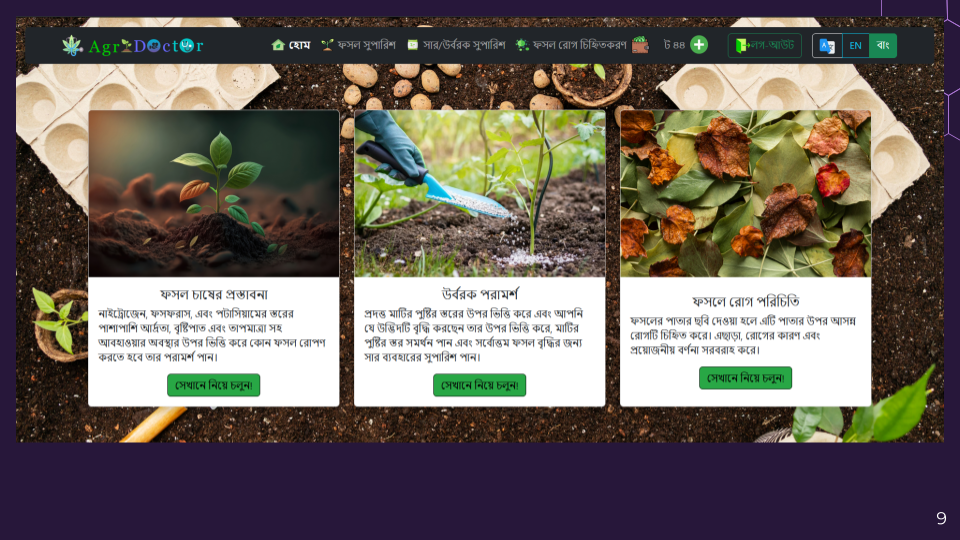 AgriDoctor
হোম
ফসল সুপারিশ
সার/উর্বরক সুপারিশ
ফসল রোগ চিহ্নিতকরণ
ট ৪৪
লগ-আউট
EN
বাং
ফসল চাষের প্রস্তাবনা
নাইট্রোজেন, ফসফরাস, এবং পটাসিয়ামের স্তরের
পাশাপাশি আর্দ্রতা, বৃষ্টিপাত এবং তাপমাত্রা সহ
আবহাওয়ার অবস্থার উপর ভিত্তি করে কোন ফসল রোপণ
করতে হবে তার পরামর্শ পান।
সেখানে নিয়ে চলুন!
উর্বরক পরামর্শ
প্রদত্ত মাটির পুষ্টির স্তরের উপর ভিত্তি করে এবং আপনি
যে উদ্ভিদটি বৃদ্ধি করছেন তার উপর ভিত্তি করে, মাটির
পুষ্টির স্তর সমর্থন পান এবং সর্বোত্তম ফসল বৃদ্ধির জন্য
সার ব্যবহারের সুপারিশ পান।
সেখানে নিয়ে চলুন!
ফসলে রোগ পরিচিতি
ফসলের পাতার ছবি দেওয়া হলে এটি পাতার উপর আসন্ন
রোগটি চিহ্নিত করে। এছাড়া, রোগের কারণ এবং
প্রয়োজনীয় বর্ণনা সরবরাহ করে।
সেখানে নিয়ে চলুন!
9